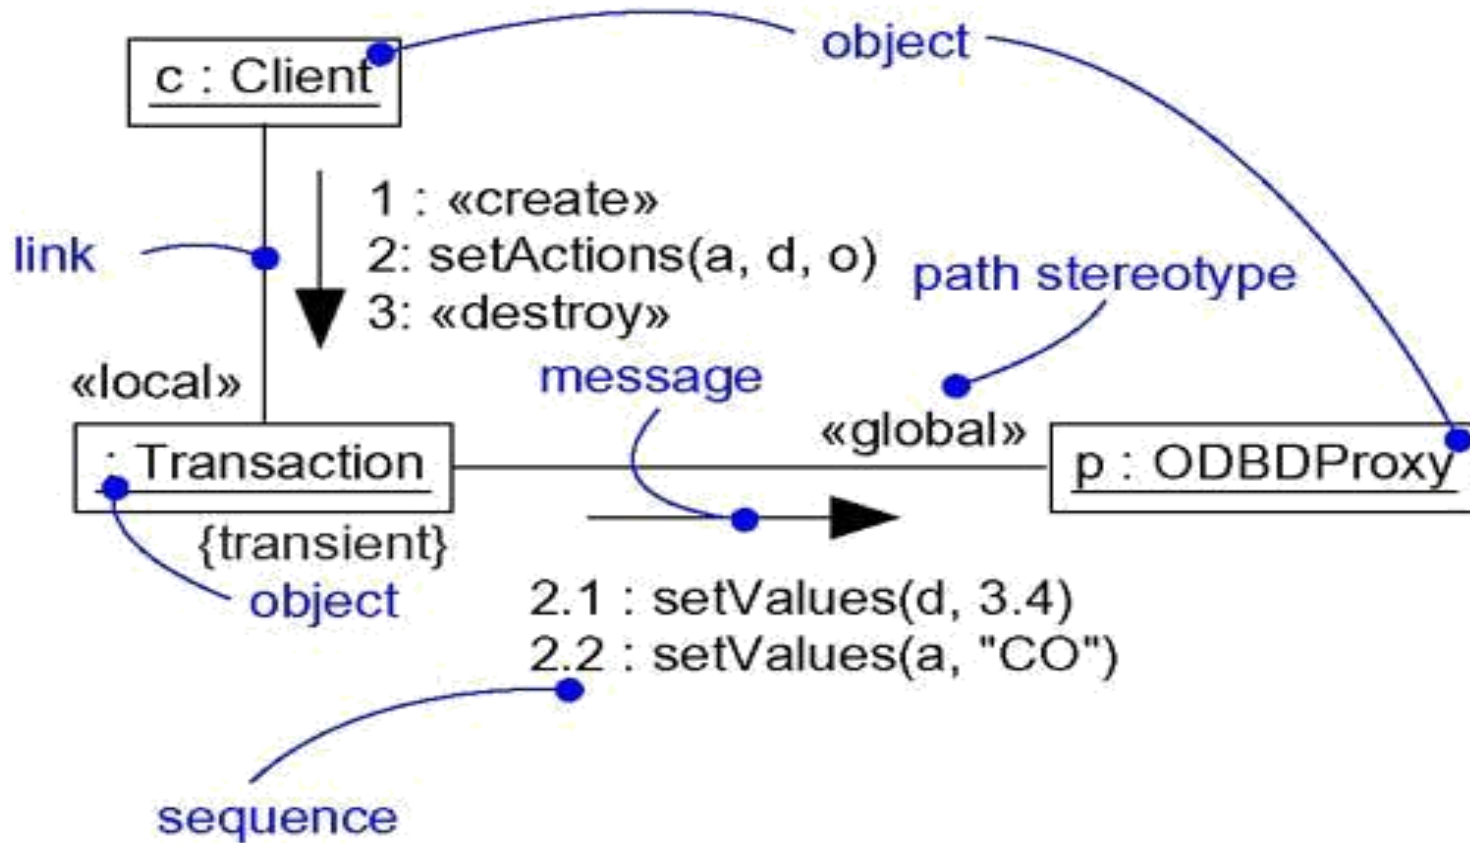 object
c : Client
1 : «create»
link
2: setActions(a, d, o)
path stereotype
3: «destroy»
«local»
message
«global»
: Transaction
p : ODBDProxy
{transient}
object
2.1 : setValues(d, 3.4)
2.2 : setValues(a, "CO")
sequence